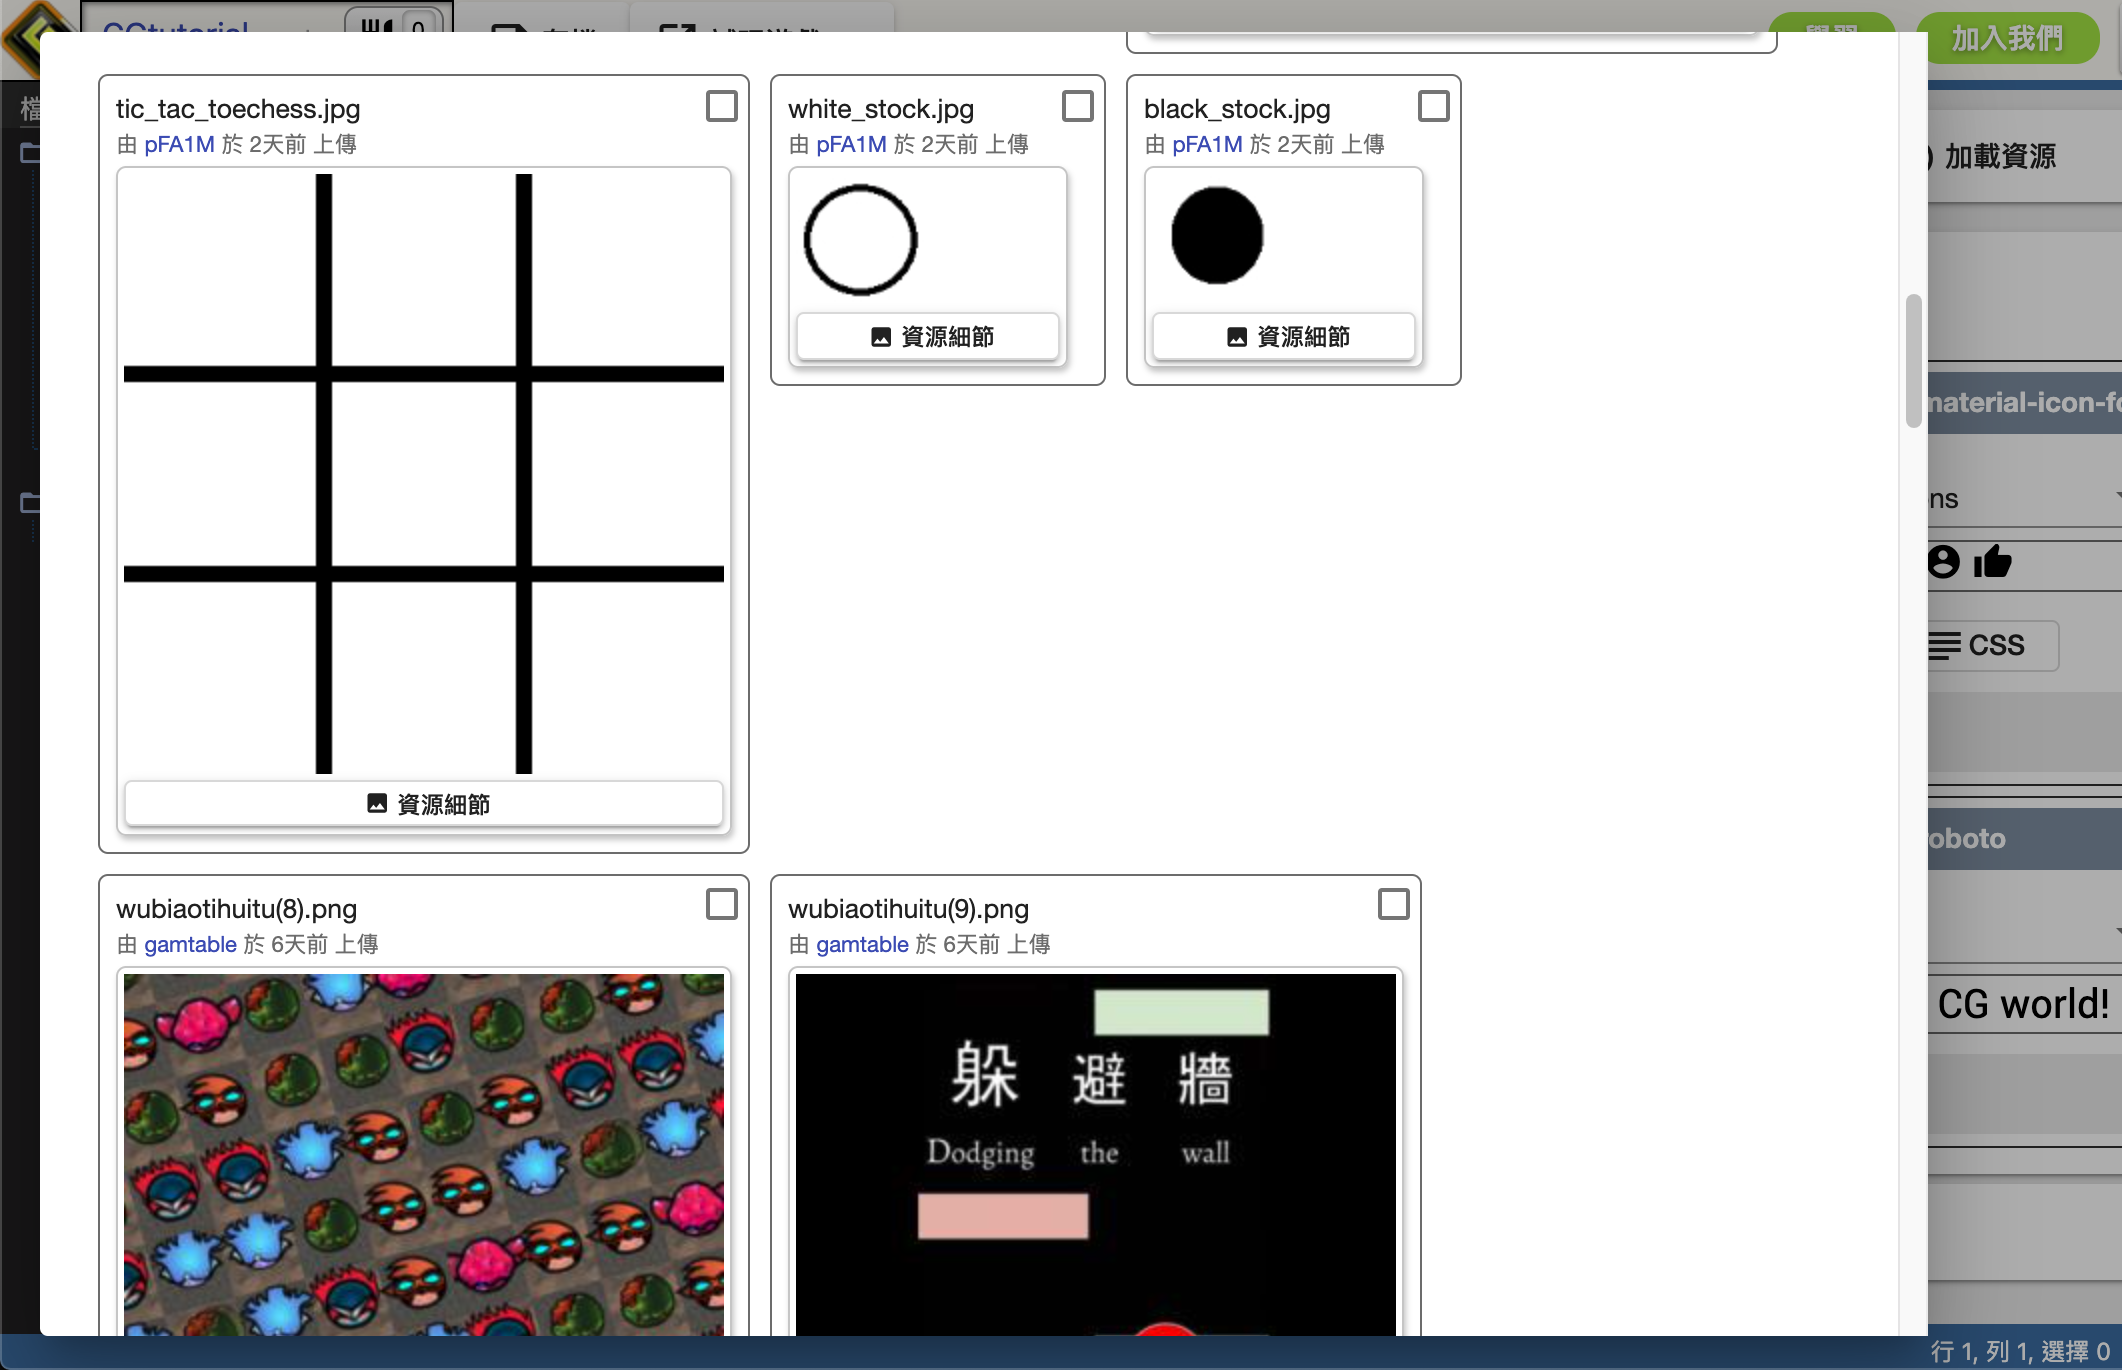 CGtutorial
0
加入我們
檔
加載資源
tic_tac_toechess.jpg
由 pFA1M 於 2天前 上傳
資源細節
white_stock.jpg
由 pFA1M 於 2天前 上傳
資源細節
black_stock.jpg
由 pFA1M 於 2天前 上傳
資源細節
material-icon-fo
ns
CSS
oboto
CG world!
wubiaotihuitu(8).png
由 gamtable 於 6天前 上傳
wubiaotihuitu(9).png
由 gamtable 於 6天前 上傳
躲 避 牆
Dodging the wall
行 1, 列 1, 選擇 0